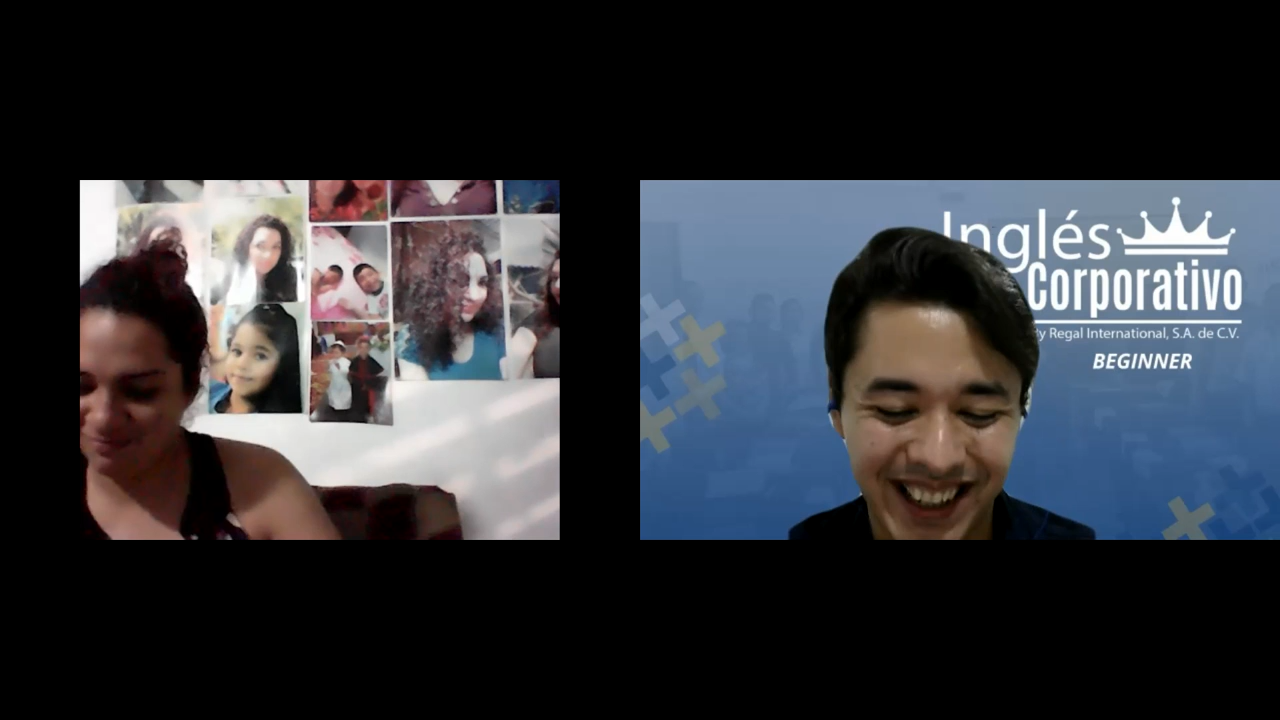 Inglés
Corporativo
y Regal International, S.A. de C.V.
BEGINNER